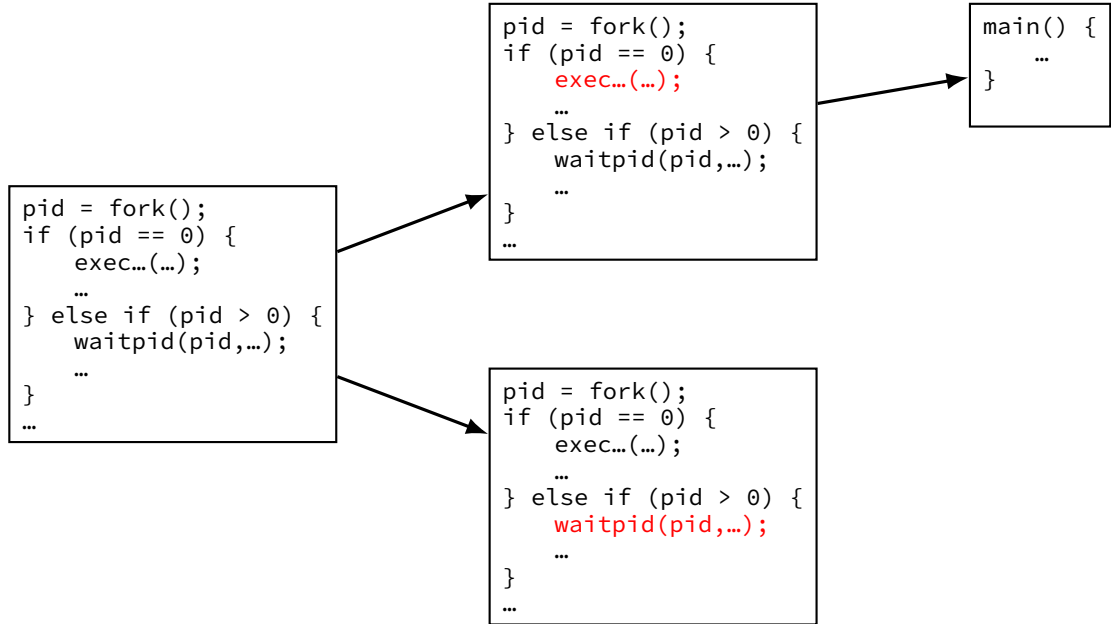 pid = fork();
if (pid == 0) {
    exec…(…);
    …
} else if (pid > 0) {
    waitpid(pid,…);
    …
}
…
pid = fork();
if (pid == 0) {
    exec…(…);
    …
} else if (pid > 0) {
    waitpid(pid,…);
    …
}
…
main() {
    …
}
pid = fork();
if (pid == 0) {
    exec…(…);
    …
} else if (pid > 0) {
    waitpid(pid,…);
    …
}
…